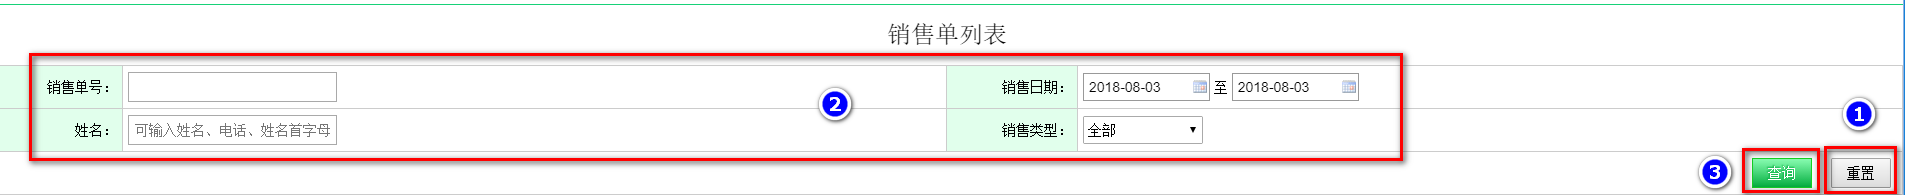 销售单列表
销售单号： 销售日期： 2018-08-03 至 2018-08-03
2
姓名： 可输入姓名、电话、姓名首字母 销售类型： 全部
1
3 查询 重置